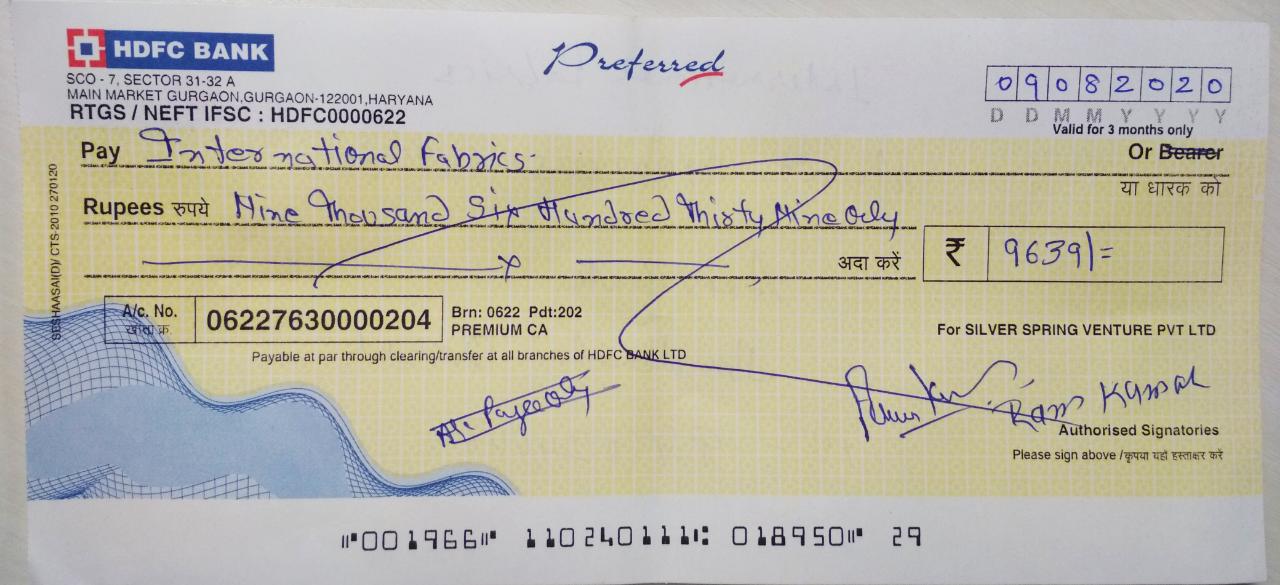 HDFC BANK
Preferred
SCO - 7, SECTOR 31-32 A
MAIN MARKET GURGAON,GURGAON-122001,HARYANA
RTGS / NEFT IFSC : HDFC0000622
09082020
D D M M Y Y Y Y
Valid for 3 months only
Pay International Fabrics.
Or Bearer
या धारक को
Rupees रुपये Nine Thousand Six Hundred Thirty Nine Only
अदा करें
₹ 9639/=
A/c. No.
खाता क्र.
06227630000204
Brn: 0622 Pdt:202
PREMIUM CA
Payable at par through clearing/transfer at all branches of HDFC BANK LTD
For SILVER SPRING VENTURE PVT LTD
A/c Payee Only
Ram Kumar
Authorised Signatories
Please sign above / कृपया यहाँ हस्ताक्षर करें
CTS-2010 270120
⑈001966⑈ 110240111⑆ 018950⑈ 29